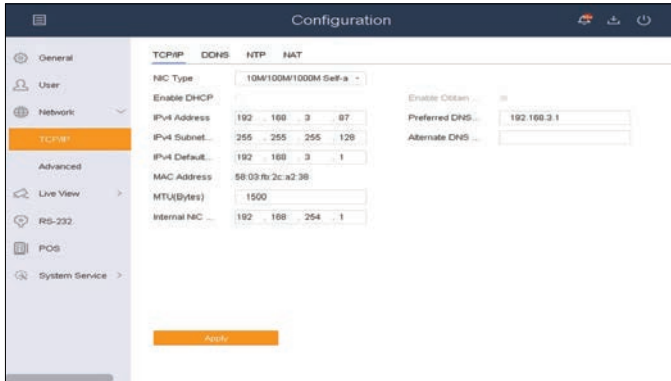 Configuration
General
User
Network
TCP/IP
Advanced
Live View
RS-232
POS
System Service
TCP/IP DDNS NTP NAT
NIC Type 10M/100M/1000M Self-a
Enable DHCP Enable Obtain ...
IPv4 Address 192 . 168 . 3 . 87 Preferred DNS... 192.168.3.1
IPv4 Subnet... 255 . 255 . 255 . 128 Alternate DNS ...
IPv4 Default... 192 . 168 . 3 . 1
MAC Address 58:03:fb:2c:a2:38
MTU(Bytes) 1500
Internal NIC ... 192 . 168 . 254 . 1
Apply